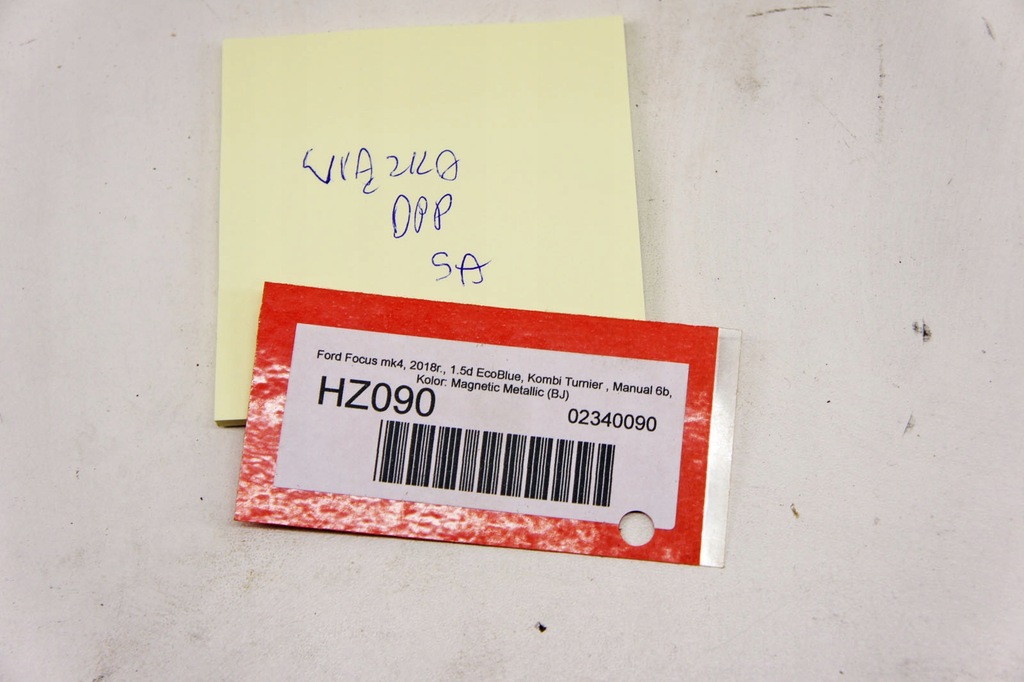 WIĄZKA
DPP
SA
Ford Focus mk4, 2018r., 1.5d EcoBlue, Kombi Turnier , Manual 6b,
Kolor: Magnetic Metallic (BJ)
HZ090
02340090